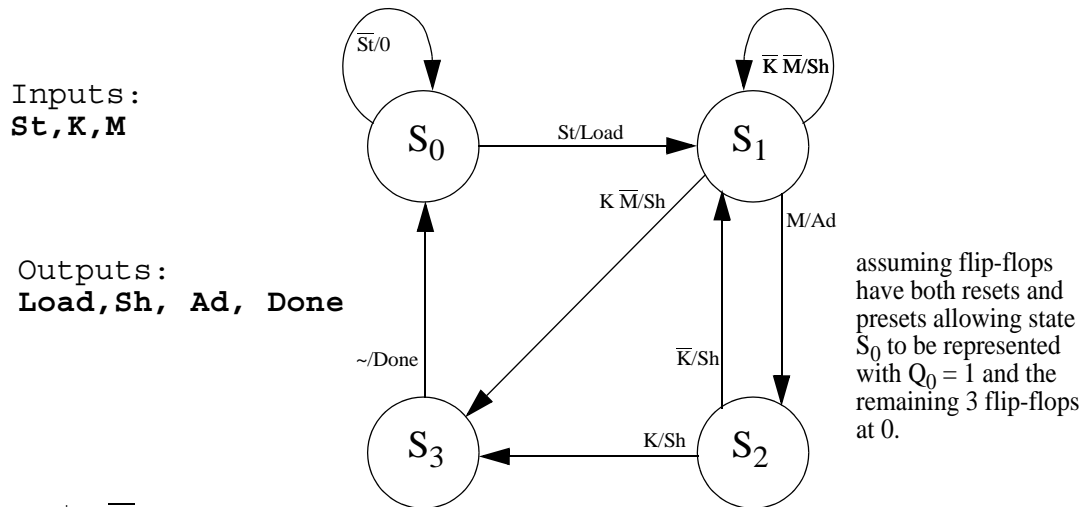 S̅t̅/0
K̅ M̅/Sh
Inputs:
St,K,M
S0
St/Load
S1
K M̅/Sh
M/Ad
Outputs:
Load,Sh, Ad, Done
assuming flip-flops
have both resets and
presets allowing state
S0 to be represented
with Q0 = 1 and the
remaining 3 flip-flops
at 0.
~/Done
K̅/Sh
S3
K/Sh
S2